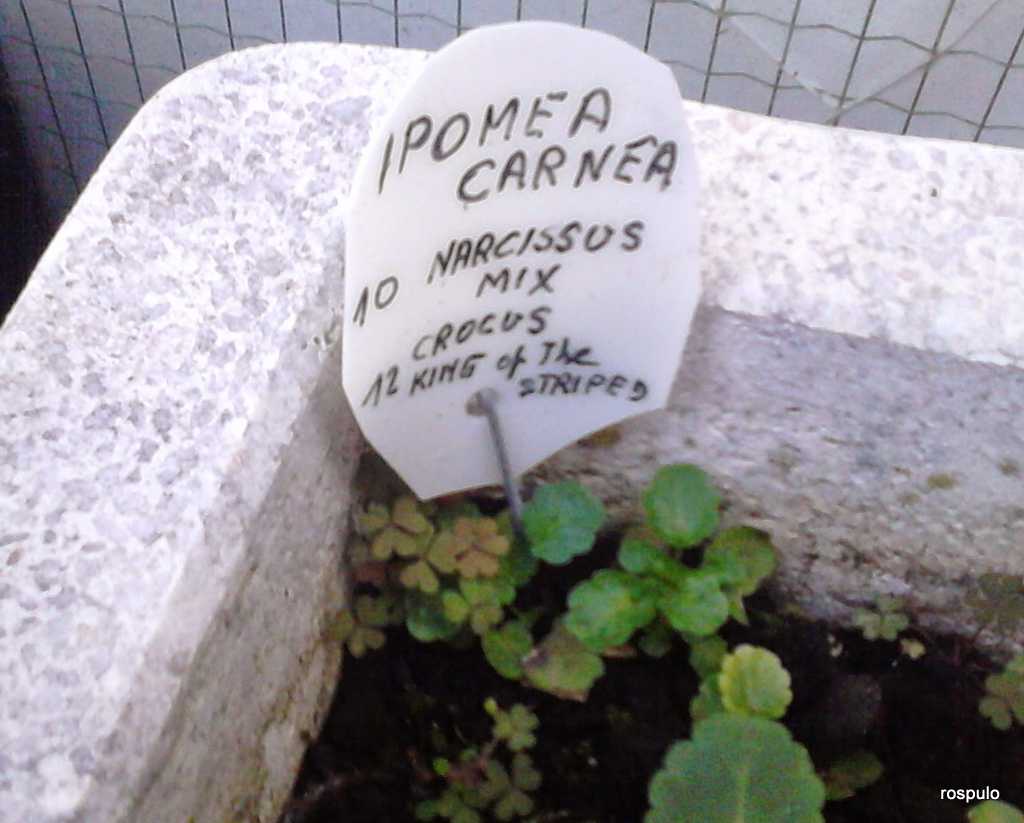 IPOMEA
CARNEA
10 NARCISSUS
MIX
CROCUS
12 KING of The
STRIPED
rospulo